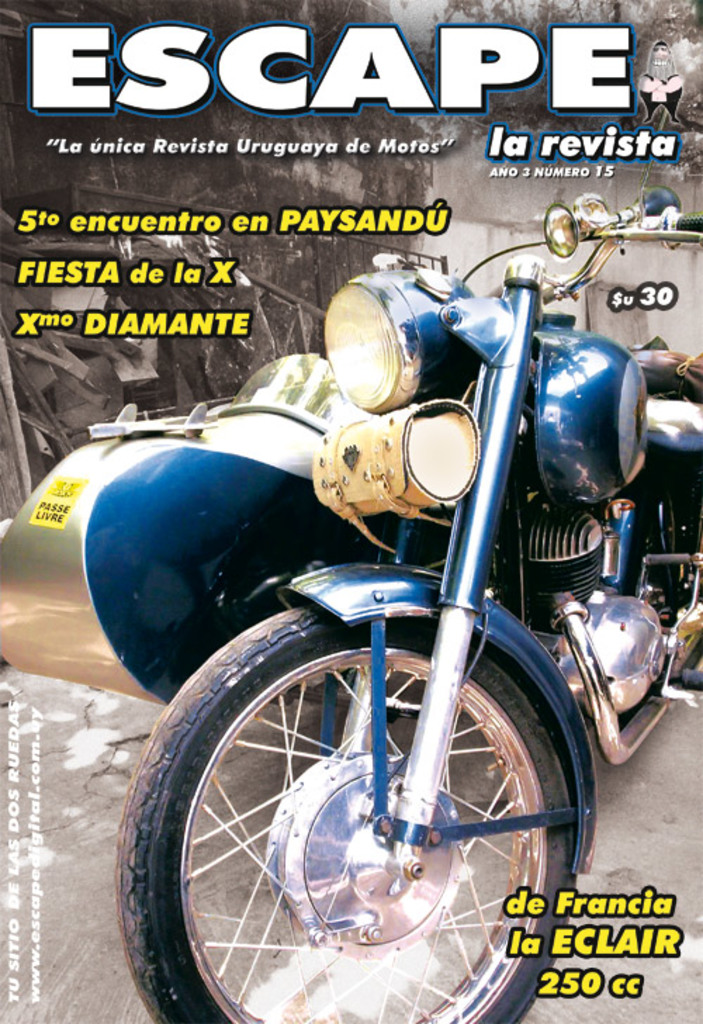 ESCAPE
"La única Revista Uruguaya de Motos"
la revista
AÑO 3 NÚMERO 15
5to encuentro en PAYSANDÚ
FIESTA de la X
Xmo DIAMANTE
$u 30
PASSE
LIVRE
TU SITIO DE LAS DOS RUEDAS
www.escapedigital.com.uy
de Francia
la ECLAIR
250 cc